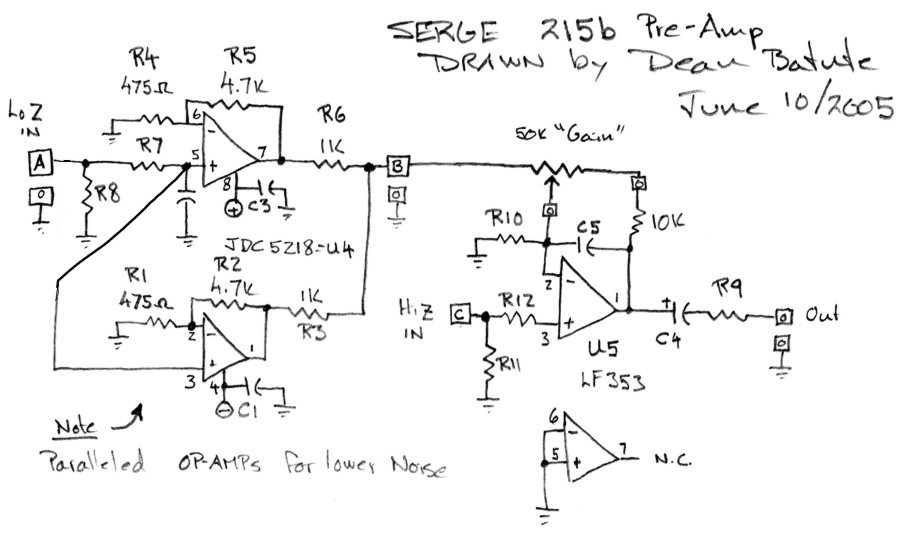 SERGE 215b Pre-Amp
DRAWN by Dean Batute
June 10/2005
R4
475Ω
R5
4.7K
LoZ
IN
A
R7
R8
6
-
5
+
7
8
+
C3
R6
1K
B
50K "Gain"
JDC5218=U4
R1
475Ω
R2
4.7K
1K
R3
2
-
3
+
1
4
-
C1
R10
C5
10K
HiZ
IN
C
R12
R11
2
-
3
+
1
U5
LF353
+
C4
R9
Out
6
-
5
+
7
N.C.
Note
Paralleled OP-AMPs for lower Noise